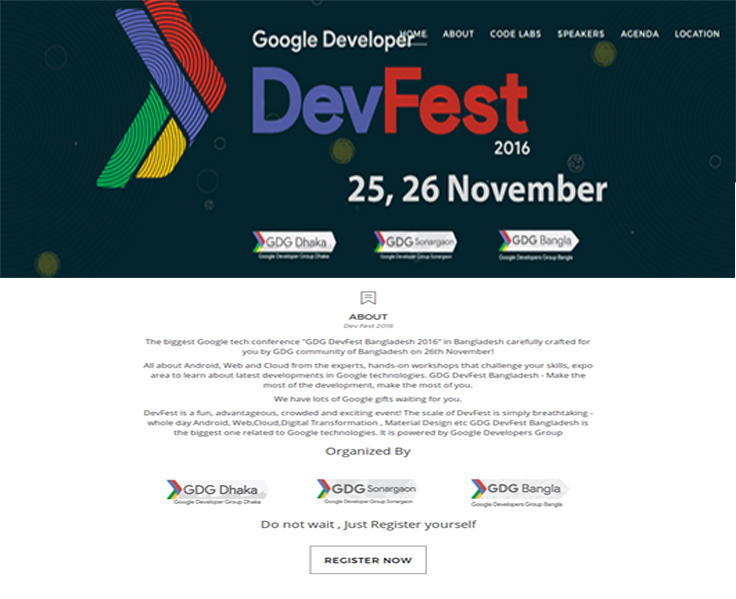 HOME ABOUT CODE LABS SPEAKERS AGENDA LOCATION
Google Developer
DevFest
2016
25, 26 November
GDG Dhaka GDG Sonargaon GDG Bangla
Google Developer Group Dhaka Google Developer Group Sonargaon Google Developers Group Bangla
ABOUT
Dev Fest 2016
The biggest Google tech conference "GDG DevFest Bangladesh 2016" in Bangladesh carefully crafted for
you by GDG community of Bangladesh on 26th November!
All about Android, Web and Cloud from the experts, hands-on workshops that challenge your skills, expo
area to learn about latest developments in Google technologies. GDG DevFest Bangladesh - Make the
most of the development, make the most of you.
We have lots of Google gifts waiting for you.
DevFest is a fun, advantageous, crowded and exciting event! The scale of DevFest is simply breathtaking -
whole day Android, Web,Cloud,Digital Transformation , Material Design etc GDG DevFest Bangladesh is
the biggest one related to Google technologies. It is powered by Google Developers Group
Organized By
GDG Dhaka GDG Sonargaon GDG Bangla
Google Developer Group Dhaka Google Developer Group Sonargaon Google Developers Group Bangla
Do not wait , Just Register yourself
REGISTER NOW